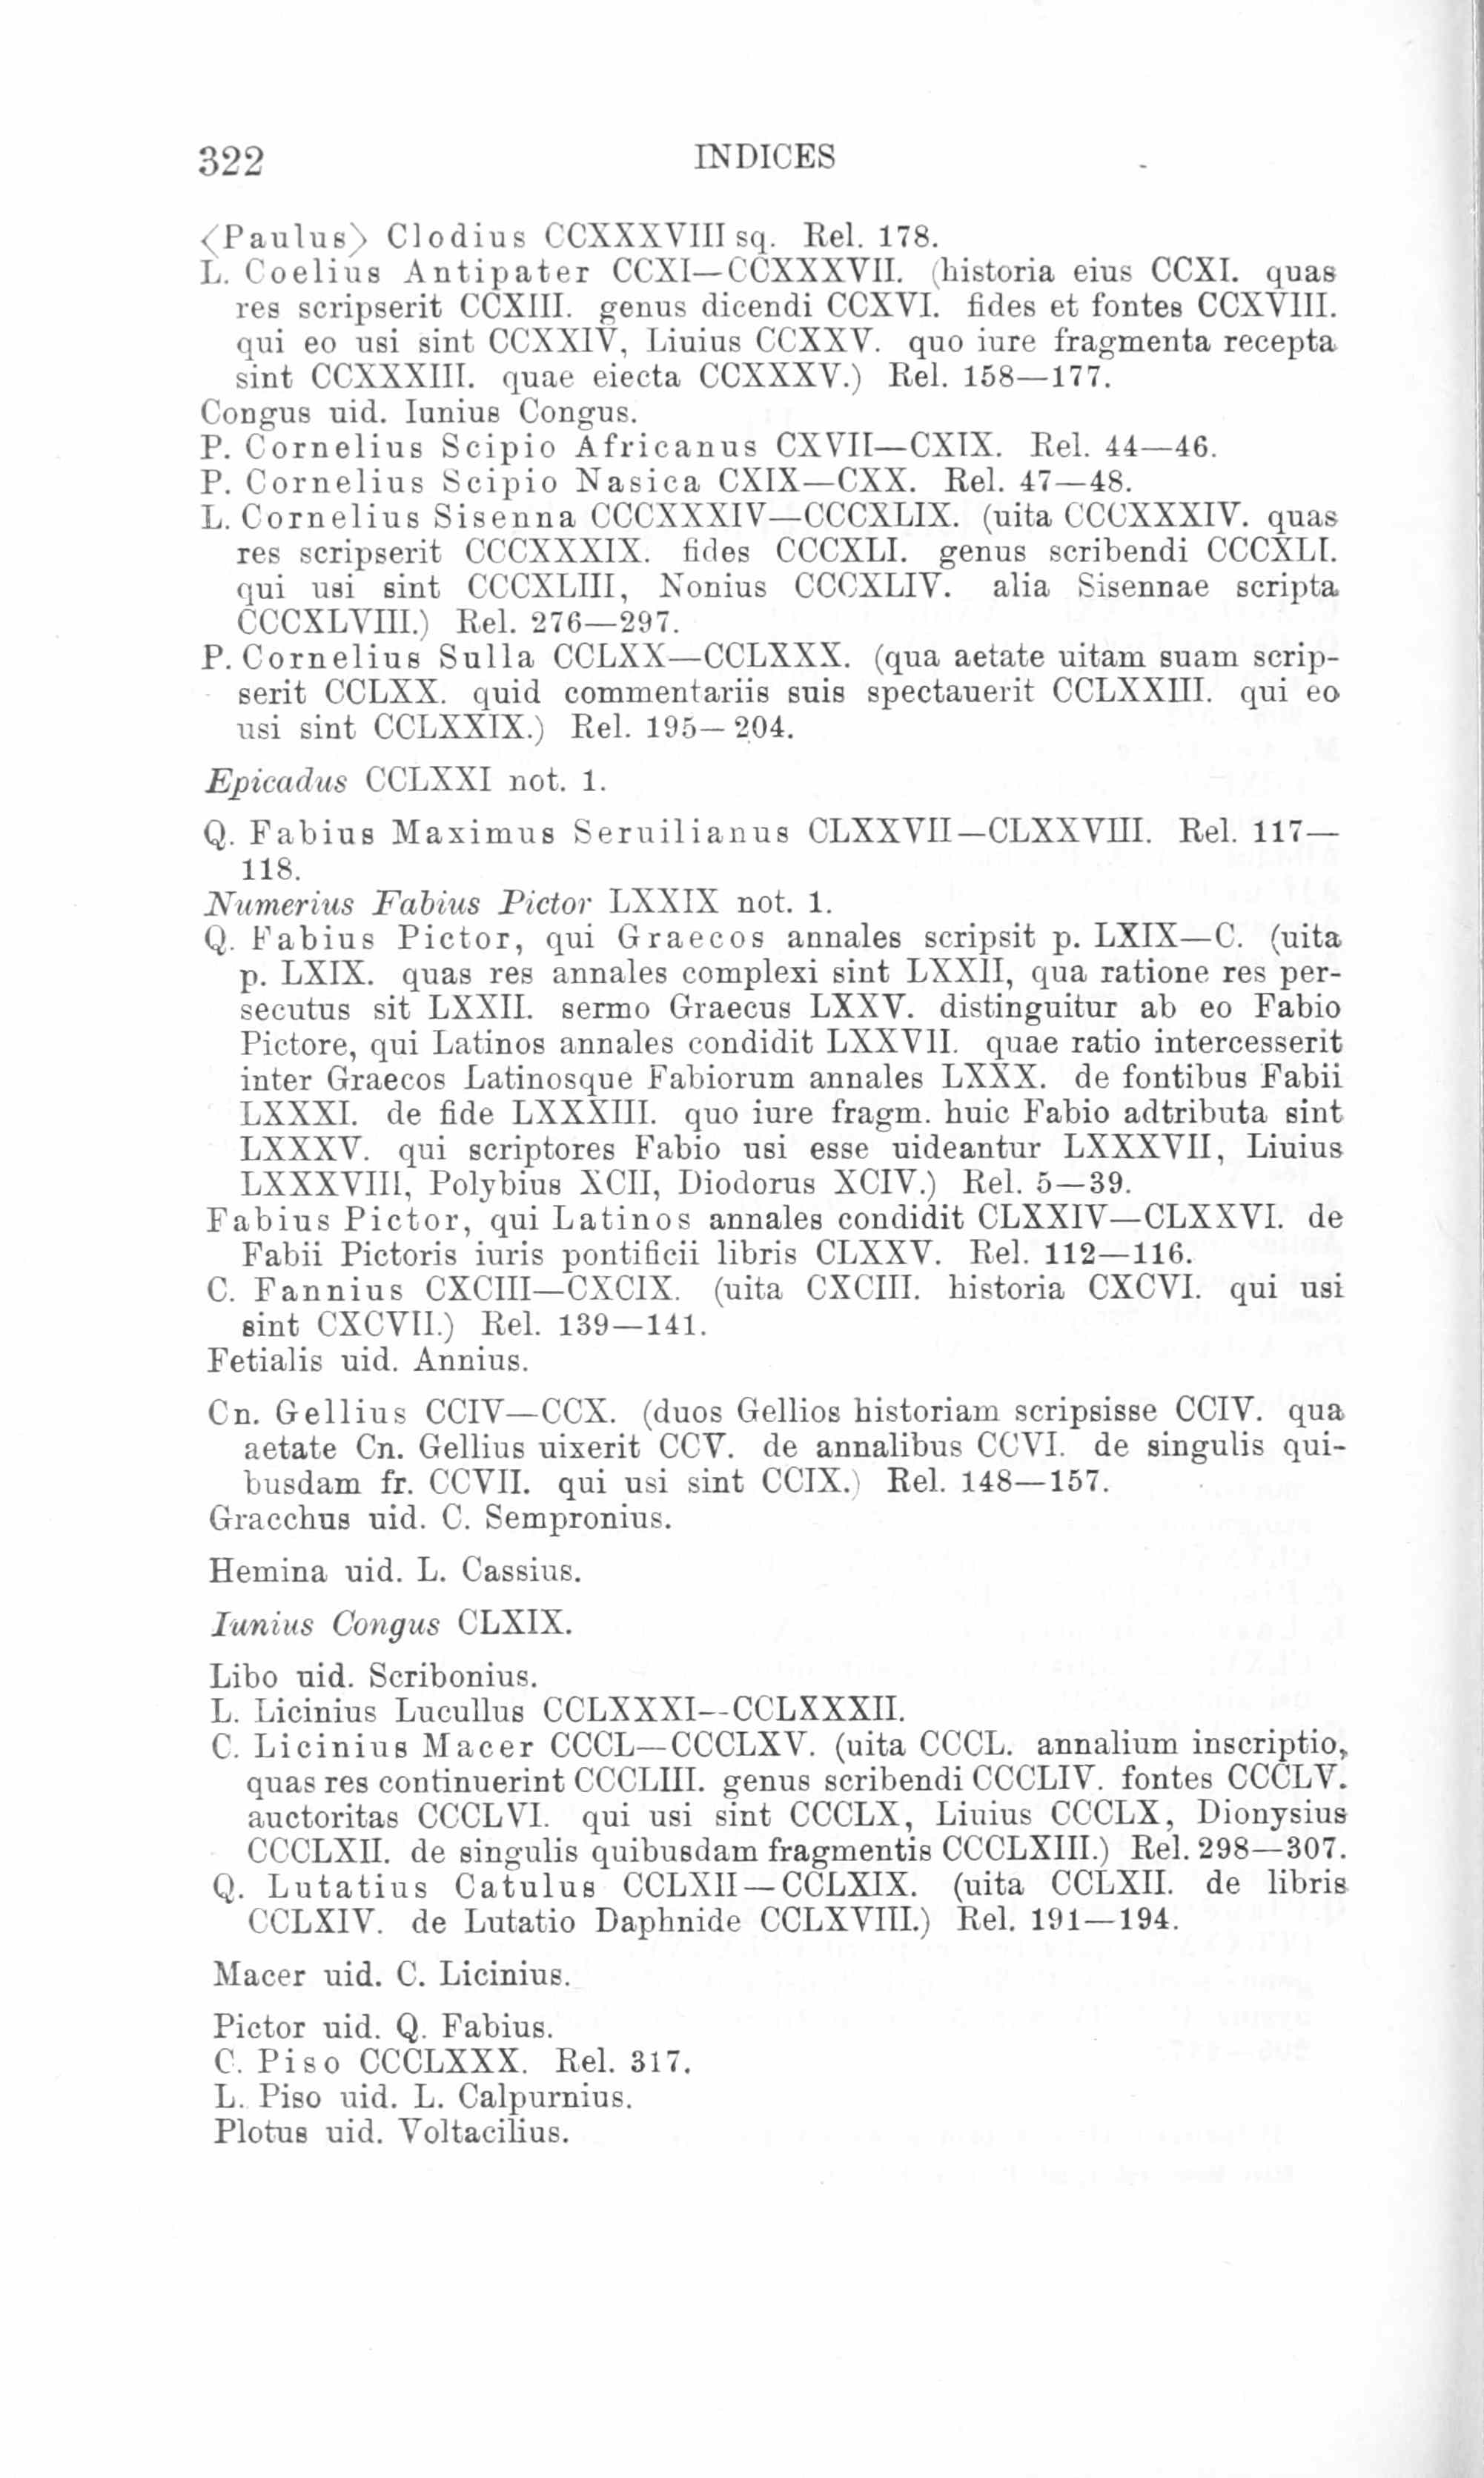 322 INDICES
⟨Paulus⟩ Clodius CCXXXVIII sq. Rel. 178.
L. Coelius Antipater CCXI—CCXXXVII. (historia eius CCXI. quas
res scripserit CCXIII. genus dicendi CCXVI. fides et fontes CCXVIII.
qui eo usi sint CCXXIV, Liuius CCXXV. quo iure fragmenta recepta
sint CCXXXIII. quae eiecta CCXXXV.) Rel. 158—177.
Congus uid. Iunius Congus.
P. Cornelius Scipio Africanus CXVII—CXIX. Rel. 44—46.
P. Cornelius Scipio Nasica CXIX—CXX. Rel. 47—48.
L. Cornelius Sisenna CCCXXXIV—CCCXLIX. (uita CCCXXXIV. quas
res scripserit CCCXXXIX. fides CCCXLI. genus scribendi CCCXLI.
qui usi sint CCCXLIII, Nonius CCCXLIV. alia Sisennae scripta
CCCXLVIII.) Rel. 276—297.
P. Cornelius Sulla CCLXX—CCLXXX. (qua aetate uitam suam scrip-
serit CCLXX. quid commentariis suis spectauerit CCLXXIII. qui eo
usi sint CCLXXIX.) Rel. 195—204.
Epicadus CCLXXI not. 1.
Q. Fabius Maximus Seruilianus CLXXVII—CLXXVIII. Rel. 117—
118.
Numerius Fabius Pictor LXXIX not. 1.
Q. Fabius Pictor, qui Graecos annales scripsit p. LXIX—C. (uita
p. LXIX. quas res annales complexi sint LXXII, qua ratione res per-
secutus sit LXXII. sermo Graecus LXXV. distinguitur ab eo Fabio
Pictore, qui Latinos annales condidit LXXVII. quae ratio intercesserit
inter Graecos Latinosque Fabiorum annales LXXX. de fontibus Fabii
LXXXI. de fide LXXXIII. quo iure fragm. huic Fabio adtributa sint
LXXXV. qui scriptores Fabio usi esse uideantur LXXXVII, Liuius
LXXXVIII, Polybius XCII, Diodorus XCIV.) Rel. 5—39.
Fabius Pictor, qui Latinos annales condidit CLXXIV—CLXXVI. de
Fabii Pictoris iuris pontificii libris CLXXV. Rel. 112—116.
C. Fannius CXCIII—CXCIX. (uita CXCIII. historia CXCVI. qui usi
sint CXCVII.) Rel. 139—141.
Fetialis uid. Annius.
Cn. Gellius CCIV—CCX. (duos Gellios historiam scripsisse CCIV. qua
aetate Cn. Gellius uixerit CCV. de annalibus CCVI. de singulis qui-
busdam fr. CCVII. qui usi sint CCIX.) Rel. 148—157.
Gracchus uid. C. Sempronius.
Hemina uid. L. Cassius.
Iunius Congus CLXIX.
Libo uid. Scribonius.
L. Licinius Lucullus CCLXXXI—CCLXXXII.
C. Licinius Macer CCCL—CCCLXV. (uita CCCL. annalium inscriptio,
quas res continuerint CCCLIII. genus scribendi CCCLIV. fontes CCCLV.
auctoritas CCCLVI. qui usi sint CCCLX, Liuius CCCLX, Dionysius
CCCLXII. de singulis quibusdam fragmentis CCCLXIII.) Rel. 298—307.
Q. Lutatius Catulus CCLXII—CCLXIX. (uita CCLXII. de libris
CCLXIV. de Lutatio Daphnide CCLXVIII.) Rel. 191—194.
Macer uid. C. Licinius.
Pictor uid. Q. Fabius.
C. Piso CCCLXXX. Rel. 317.
L. Piso uid. L. Calpurnius.
Plotus uid. Voltacilius.